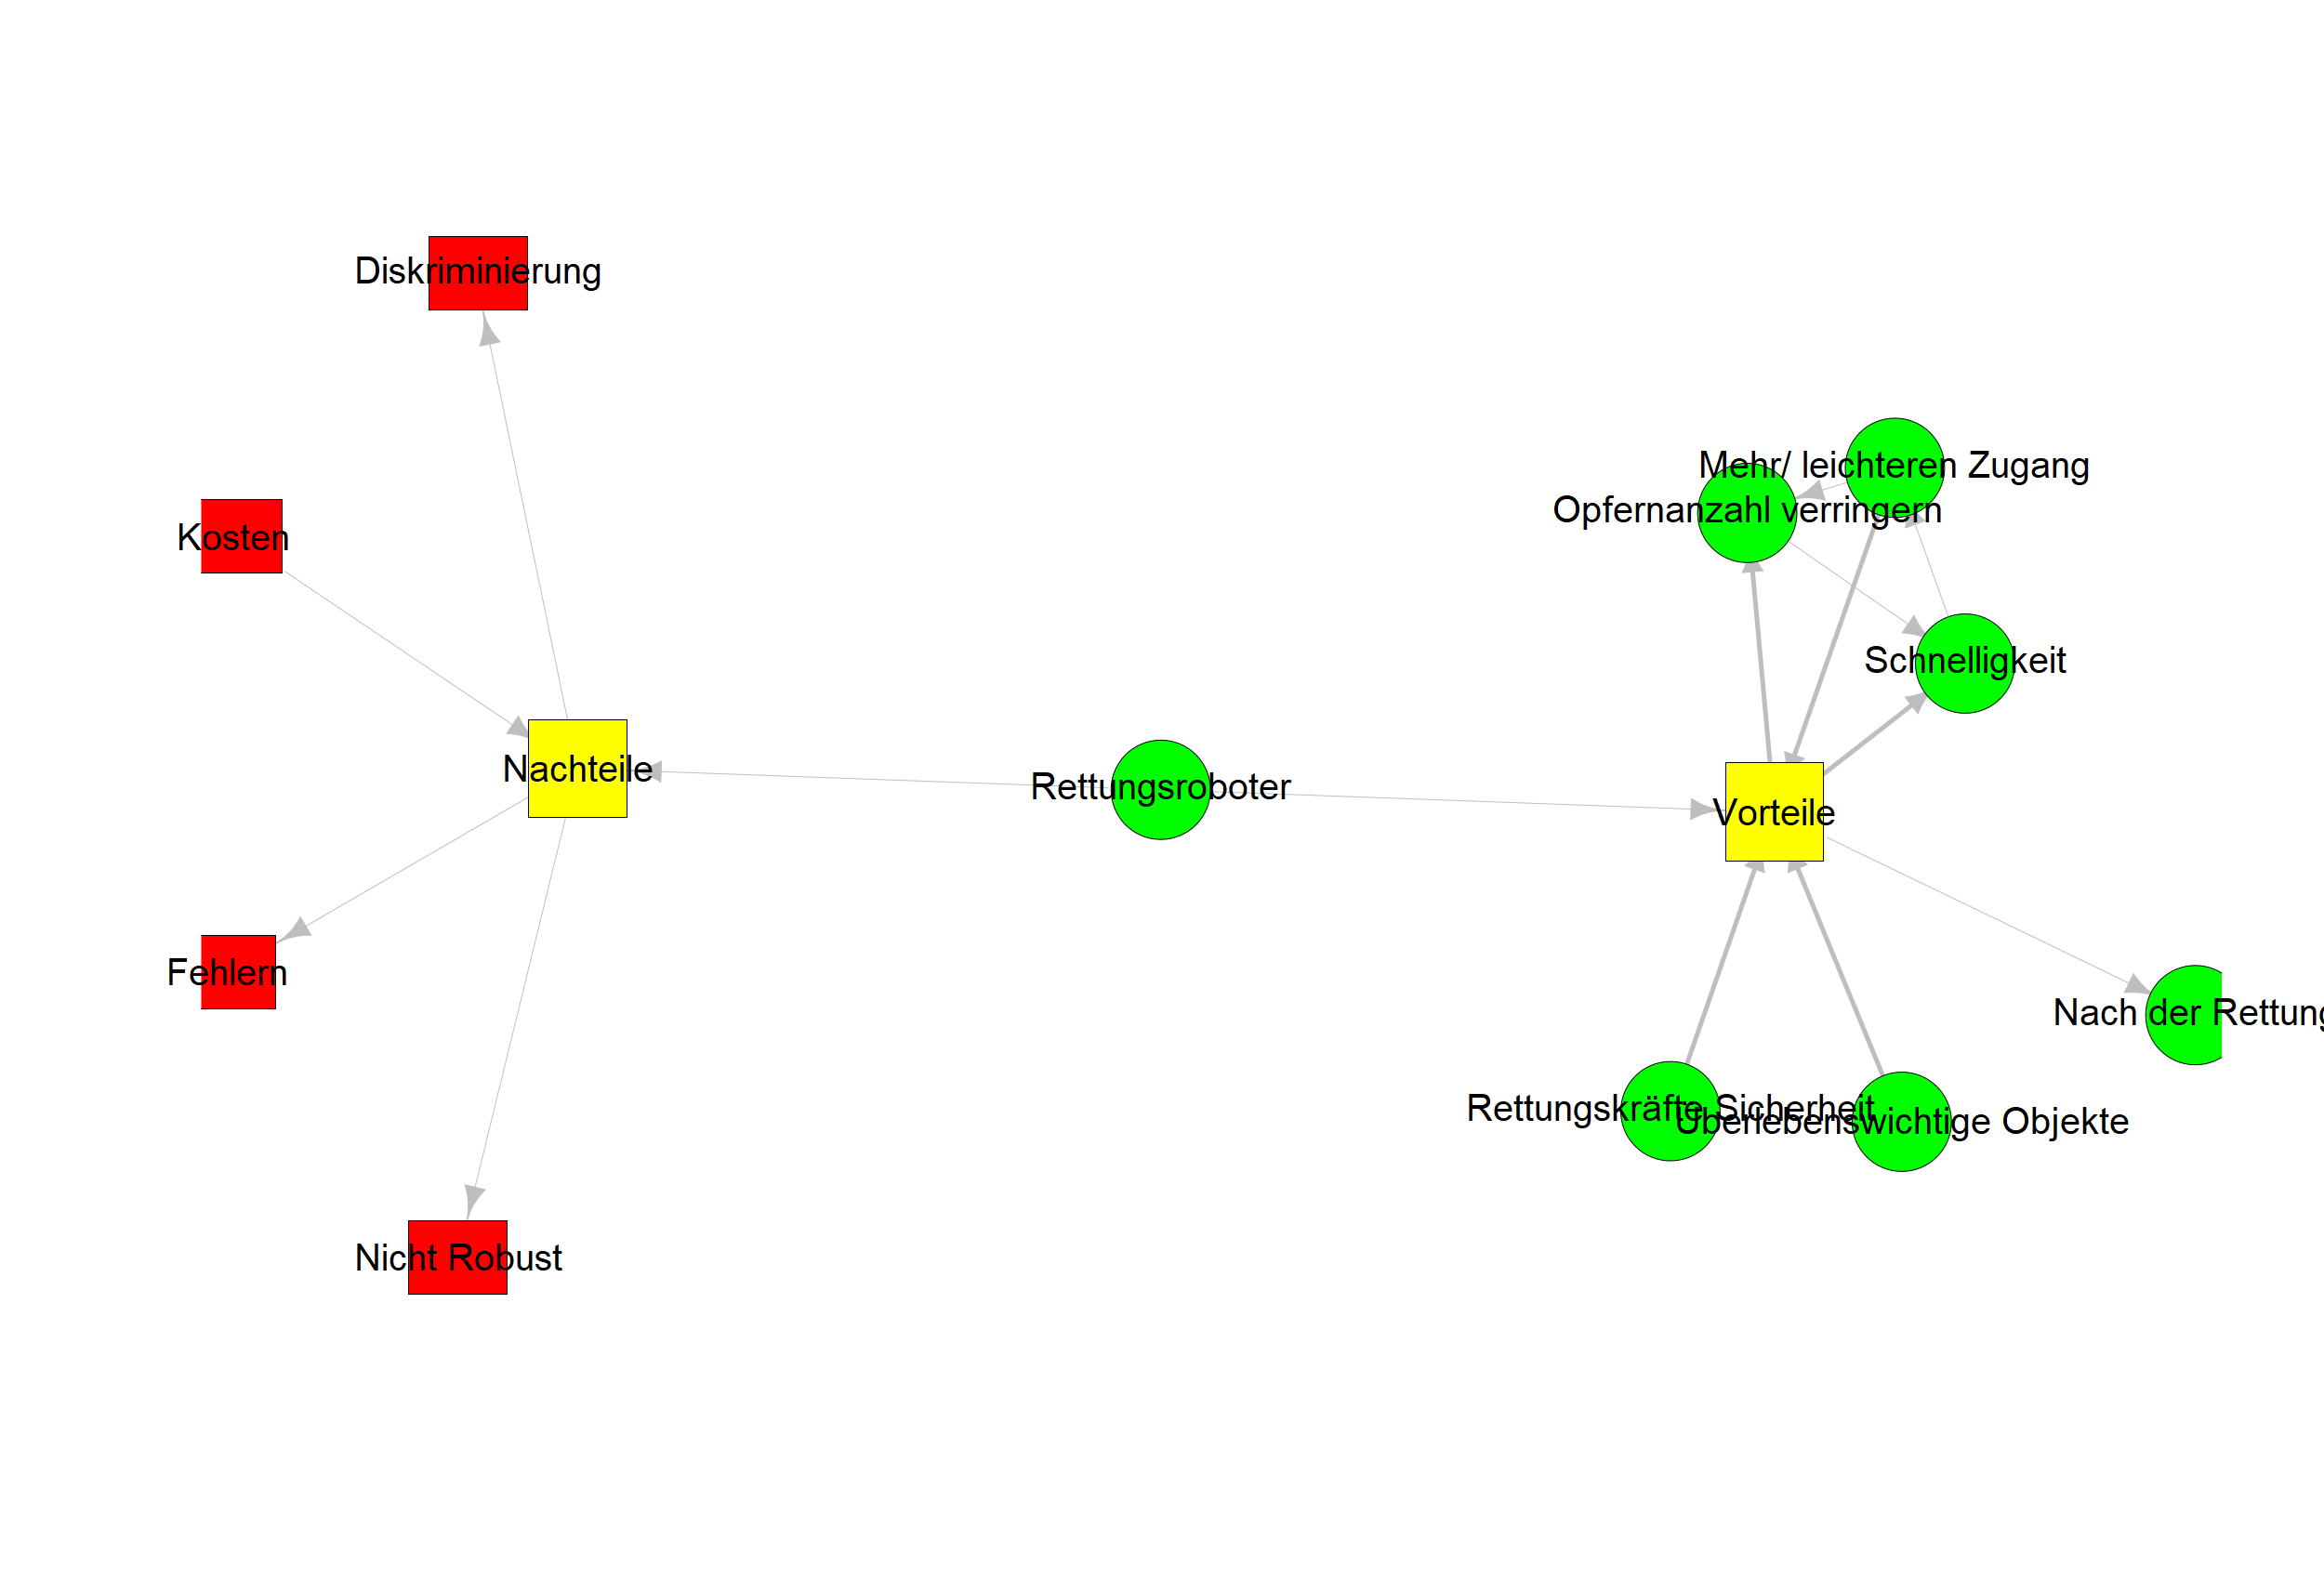 Diskriminierung
Mehr/ leichteren Zugang
Opfernanzahl verringern
Kosten
Schnelligkeit
Nachteile
Rettungsroboter
Vorteile
Fehlern
Nach der Rettung
Rettungskräfte Sicherheit
Überlebenswichtige Objekte
Nicht Robust